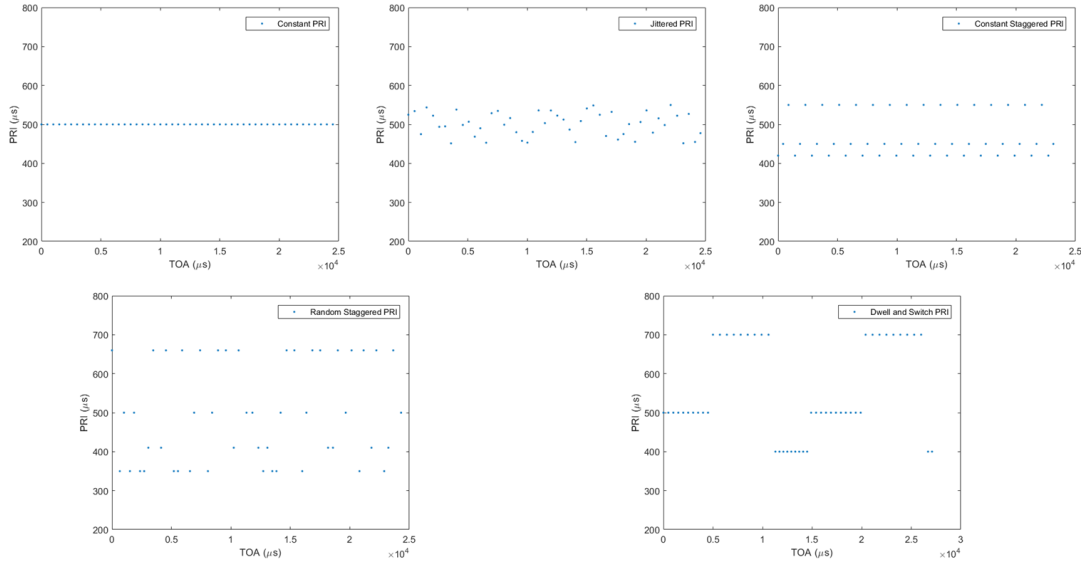 800
700
600
500
400
300
200
PRI (μs)
Constant PRI
0 0.5 1 1.5 2 2.5
TOA (μs)
×10⁴
800
700
600
500
400
300
200
PRI (μs)
Jittered PRI
0 0.5 1 1.5 2 2.5
TOA (μs)
×10⁴
800
700
600
500
400
300
200
PRI (μs)
Constant Staggered PRI
0 0.5 1 1.5 2 2.5
TOA (μs)
×10⁴
800
700
600
500
400
300
200
PRI (μs)
Random Staggered PRI
0 0.5 1 1.5 2 2.5
TOA (μs)
×10⁴
800
700
600
500
400
300
200
PRI (μs)
Dwell and Switch PRI
0 0.5 1 1.5 2 2.5 3
TOA (μs)
×10⁴